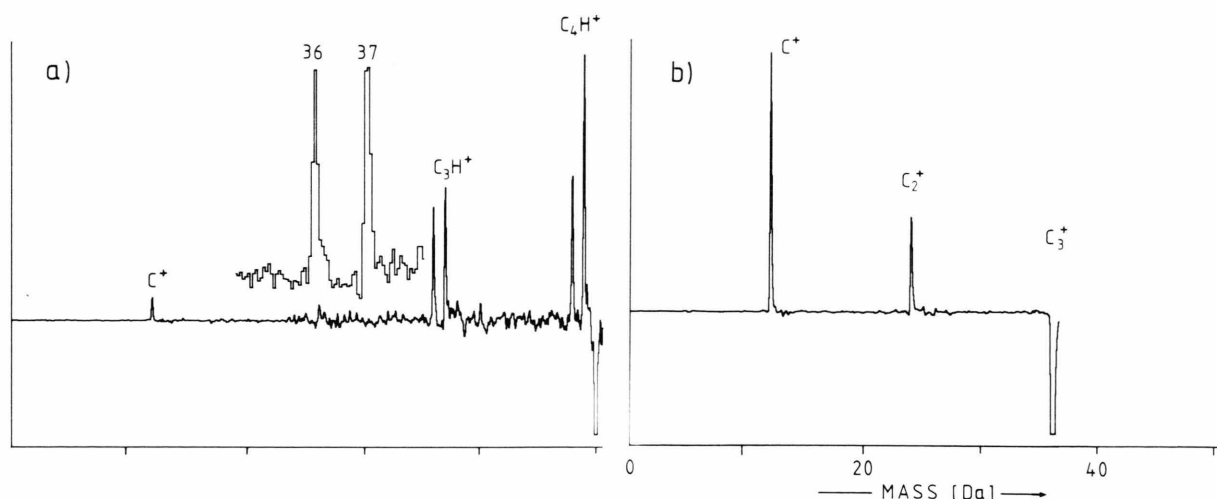 a)
36 37
C₄H⁺
C₃H⁺
C⁺
b)
C⁺
C₂⁺
C₃⁺
0 20 40
MASS [Da]